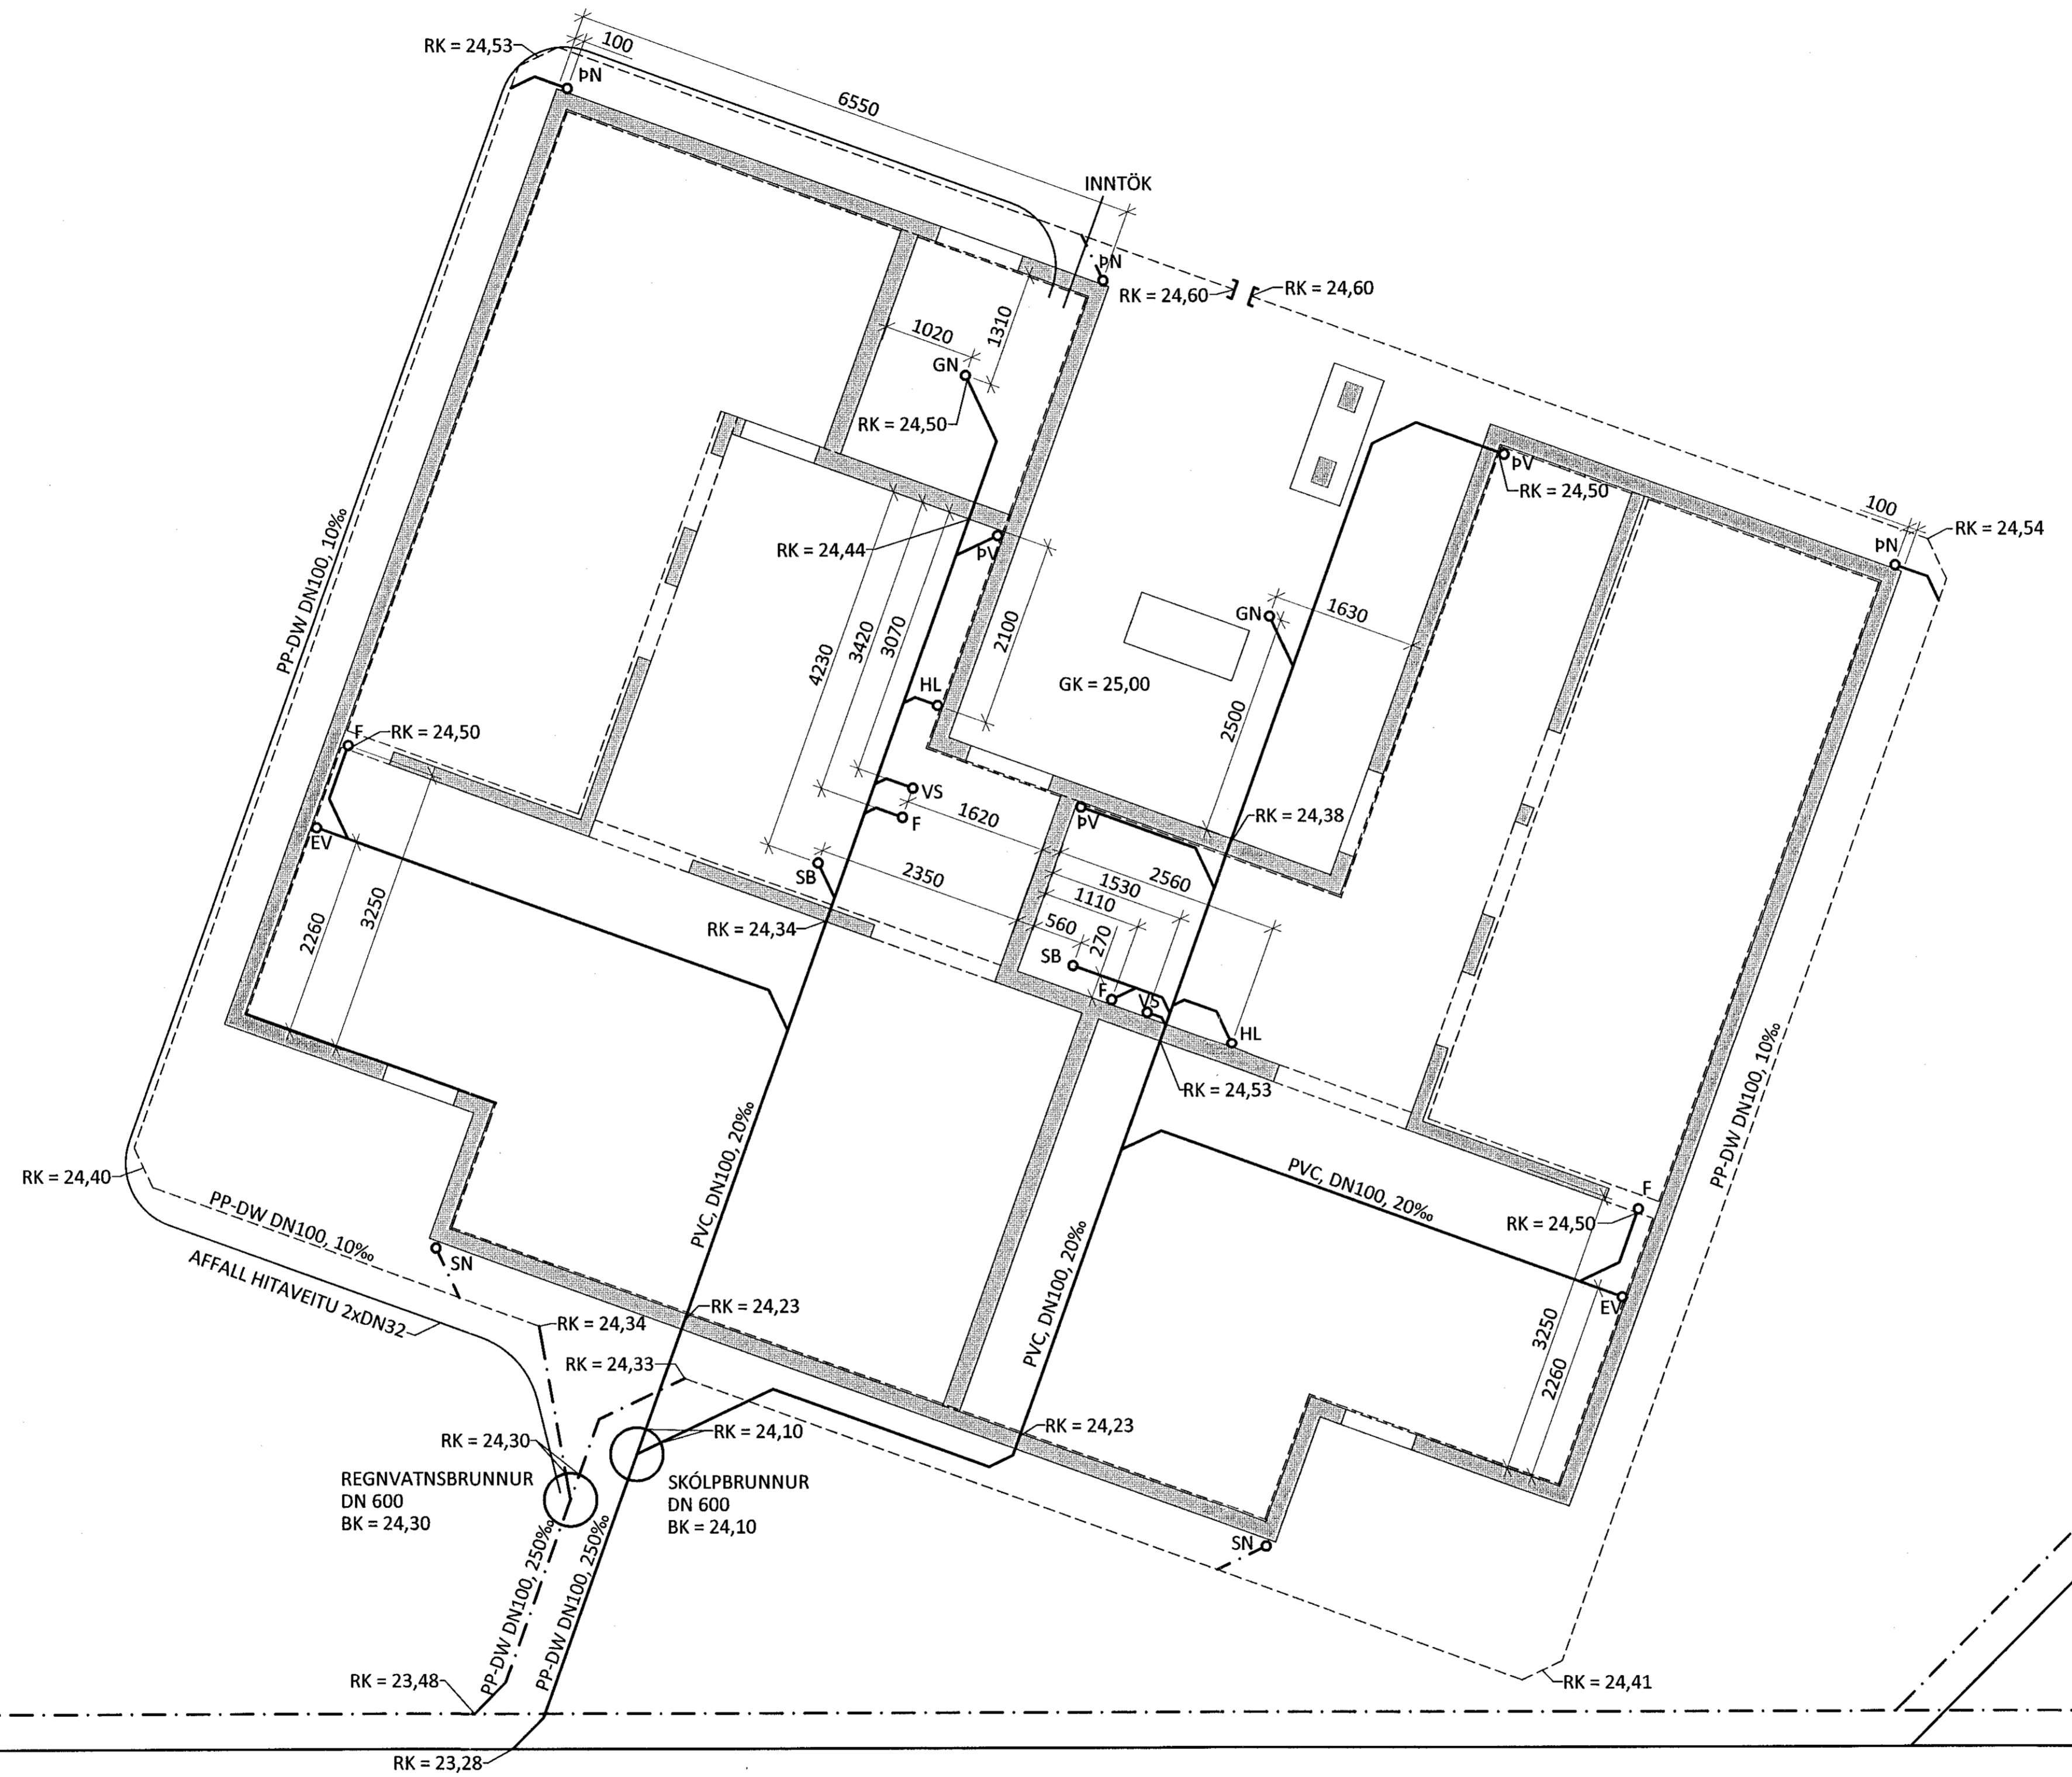 RK = 24,53
100
ÞN
6550
INNTÖK
ÞN
RK = 24,60
RK = 24,60
1020
1310
GN
RK = 24,50
ÞV
RK = 24,50
100
RK = 24,54
ÞN
PP-DW DN100, 10‰
RK = 24,44
ÞV
4230
3420
3070
2100
HL
GN
1630
GK = 25,00
2500
F
RK = 24,50
VS
F
1620
ÞV
RK = 24,38
EV
2260
3250
SB
2350
2560
1530
1110
560
270
RK = 24,34
SB
F
VS
HL
RK = 24,53
PP-DW DN100, 10‰
RK = 24,40
PP-DW DN100, 10‰
AFFALL HITAVEITU 2xDN32
SN
PVC, DN100, 20‰
PVC, DN100, 20‰
PVC, DN100, 20‰
F
RK = 24,50
EV
3250
2260
RK = 24,23
RK = 24,34
RK = 24,33
RK = 24,23
RK = 24,10
RK = 24,30
REGNVATNSBRUNNUR
DN 600
BK = 24,30
SKÓLPBRUNNUR
DN 600
BK = 24,10
SN
PP-DW DN100, 250‰
PP-DW DN100, 250‰
RK = 23,48
RK = 24,41
RK = 23,28